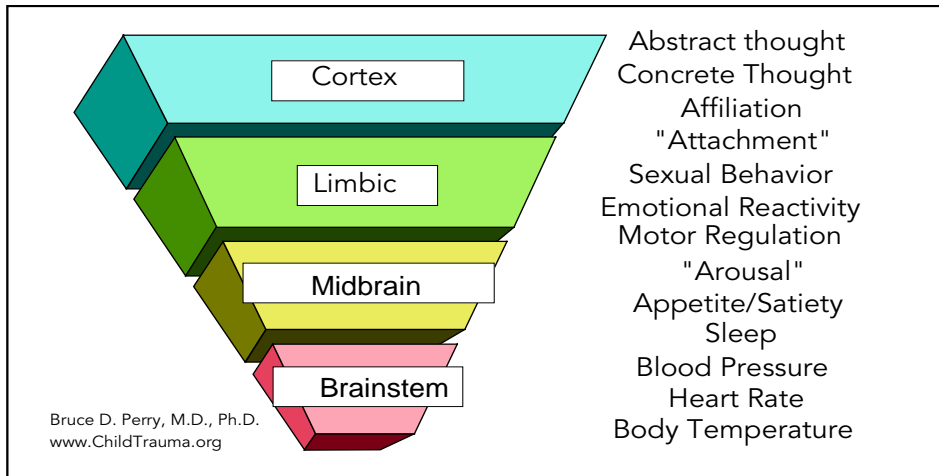 Cortex
Limbic
Midbrain
Brainstem
Abstract thought
Concrete Thought
Affiliation
"Attachment"
Sexual Behavior
Emotional Reactivity
Motor Regulation
"Arousal"
Appetite/Satiety
Sleep
Blood Pressure
Heart Rate
Body Temperature
Bruce D. Perry, M.D., Ph.D.
www.ChildTrauma.org